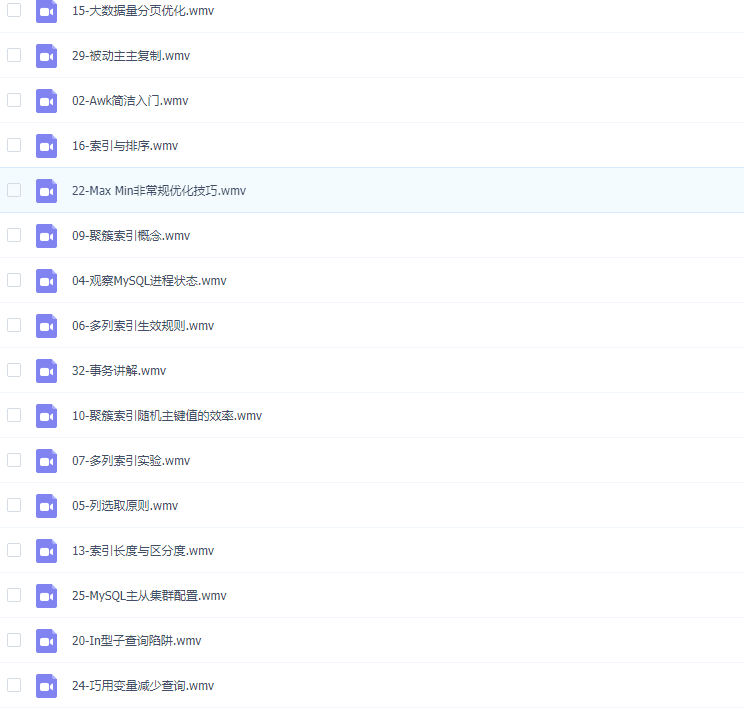 15-大数据量分页优化.wmv
29-被动主主复制.wmv
02-Awk简洁入门.wmv
16-索引与排序.wmv
22-Max Min非常规优化技巧.wmv
09-聚簇索引概念.wmv
04-观察MySQL进程状态.wmv
06-多列索引生效规则.wmv
32-事务讲解.wmv
10-聚簇索引随机主键值的效率.wmv
07-多列索引实验.wmv
05-列选取原则.wmv
13-索引长度与区分度.wmv
25-MySQL主从集群配置.wmv
20-In型子查询陷阱.wmv
24-巧用变量减少查询.wmv